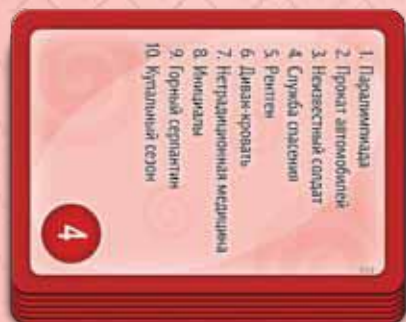 1. Паралимпиада
2. Прокат автомобилей
3. Неизвестный солдат
4. Служба спасения
5. Рентген
6. Диван-кровать
7. Нетрадиционная медицина
8. Инициалы
9. Горный серпантин
10. Купальный сезон
4